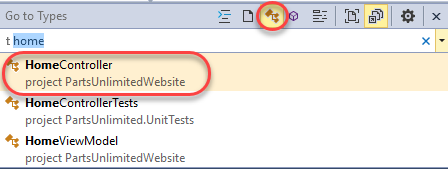 Go to Types
t home
HomeController
project PartsUnlimitedWebsite
HomeControllerTests
project PartsUnlimited.UnitTests
HomeViewModel
project PartsUnlimitedWebsite